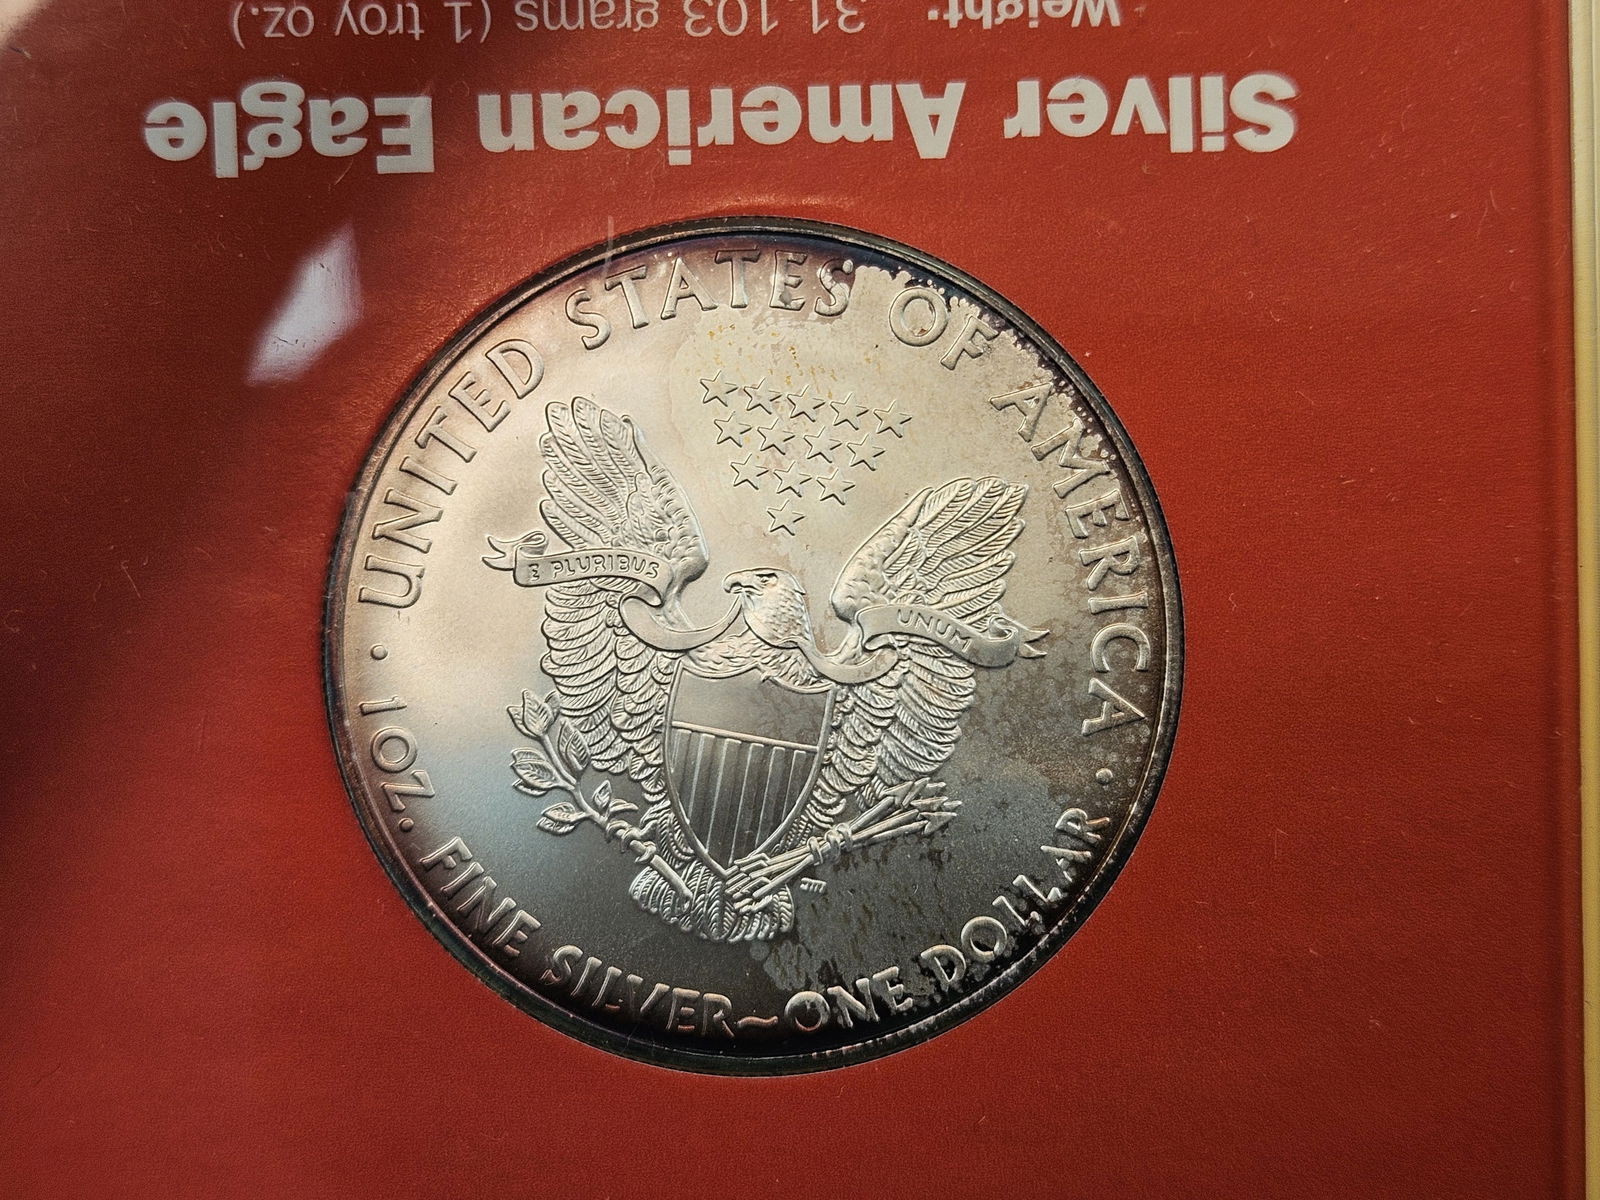 Silver American Eagle
Weight: 31.103 grams (1 troy oz.)
UNITED STATES OF AMERICA
E PLURIBUS
UNUM
· 1 OZ. FINE SILVER~ONE DOLLAR ·